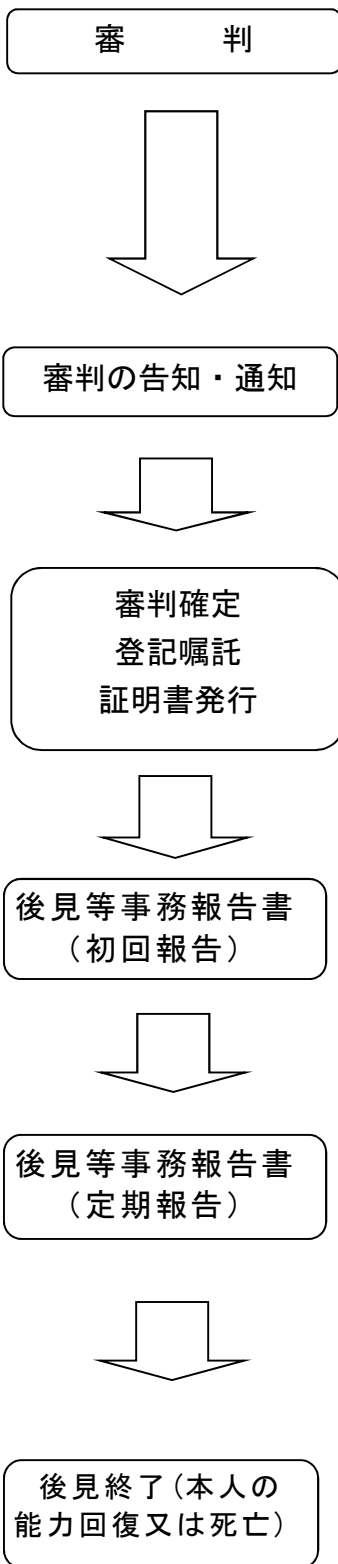 審　　　判
審判の告知・通知
審判確定
登記嘱託
証明書発行
後見等事務報告書
（初回報告）
後見等事務報告書
（定期報告）
後見終了（本人の
能力回復又は死亡）